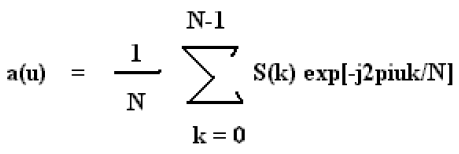 N-1
a(u) = 1/N ∑ S(k) exp[-j2piuk/N]
k = 0